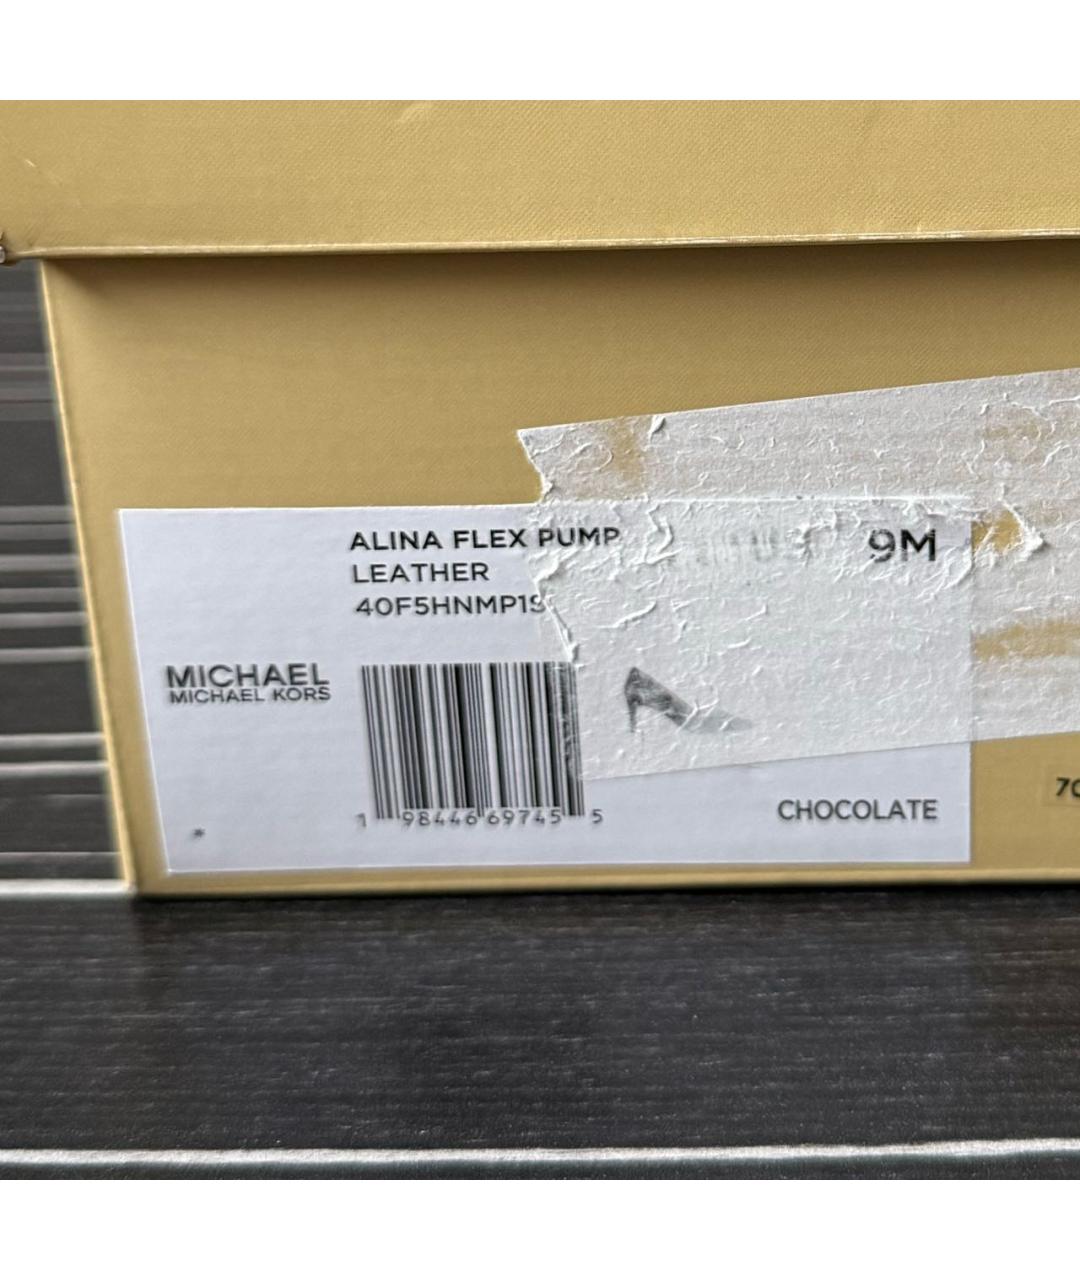 ALINA FLEX PUMP
9M
LEATHER
40F5HNMP1S
MICHAEL
MICHAEL KORS
1 98446 69745 5
CHOCOLATE
*